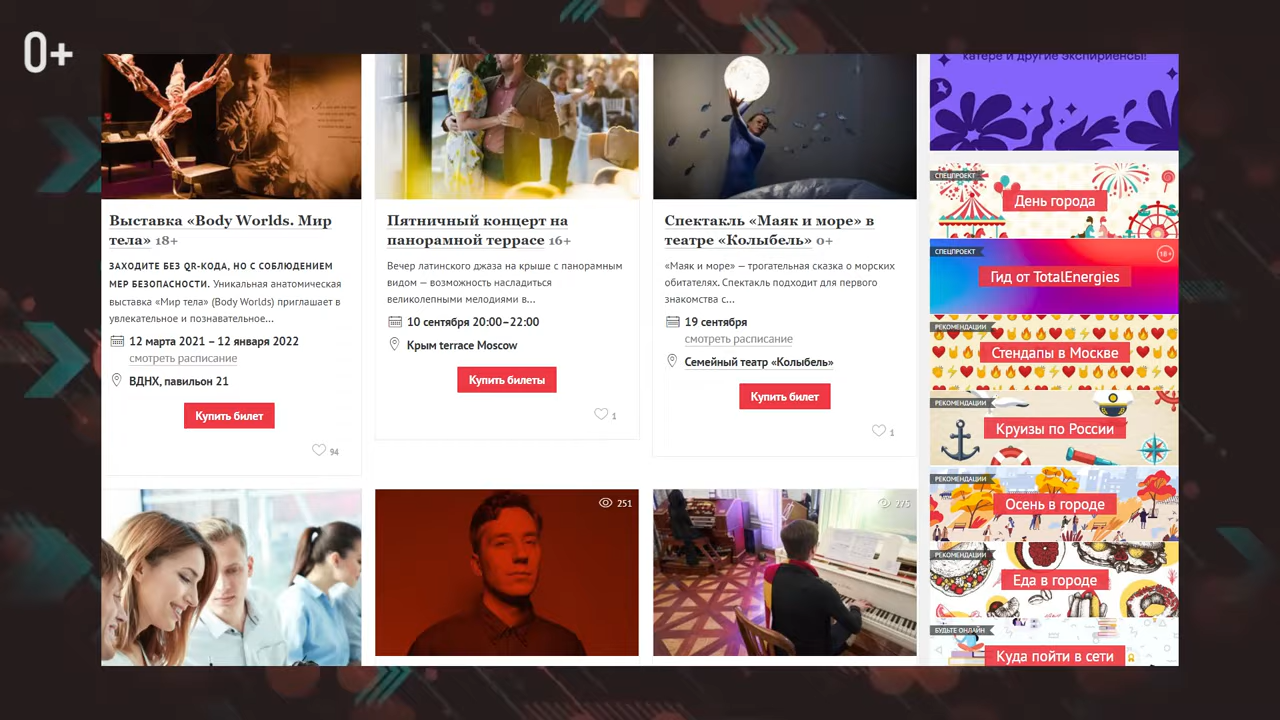 0+
Выставка «Body Worlds. Мир
тела» 18+
ЗАХОДИТЕ БЕЗ QR-КОДА, НО С СОБЛЮДЕНИЕМ
МЕР БЕЗОПАСНОСТИ. Уникальная анатомическая
выставка «Мир тела» (Body Worlds) приглашает в
увлекательное и познавательное...
12 марта 2021 – 12 января 2022
смотреть расписание
ВДНХ, павильон 21
Купить билет
94
Пятничный концерт на
панорамной террасе 16+
Вечер латинского джаза на крыше с панорамным
видом — возможность насладиться
великолепными мелодиями в...
10 сентября 20:00–22:00
Крым terrace Moscow
Купить билеты
1
Спектакль «Маяк и море» в
театре «Колыбель» 0+
«Маяк и море» — трогательная сказка о морских
обитателях. Спектакль подходит для первого
знакомства с...
19 сентября
смотреть расписание
Семейный театр «Колыбель»
Купить билет
1
251
275
катере и другие экспириенсы!
СПЕЦПРОЕКТ
День города
СПЕЦПРОЕКТ
18+
Гид от TotalEnergies
РЕКОМЕНДАЦИИ
Стендапы в Москве
РЕКОМЕНДАЦИИ
Круизы по России
РЕКОМЕНДАЦИИ
Осень в городе
РЕКОМЕНДАЦИИ
Еда в городе
БУДЬТЕ ОНЛАЙН
Куда пойти в сети